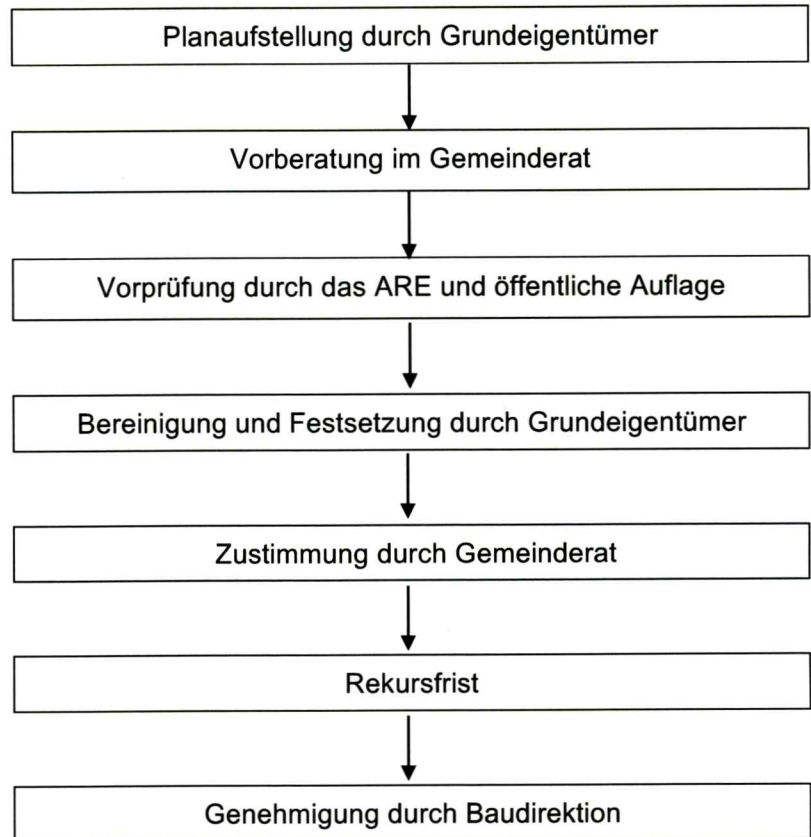 Planaufstellung durch Grundeigentümer
Vorberatung im Gemeinderat
Vorprüfung durch das ARE und öffentliche Auflage
Bereinigung und Festsetzung durch Grundeigentümer
Zustimmung durch Gemeinderat
Rekursfrist
Genehmigung durch Baudirektion